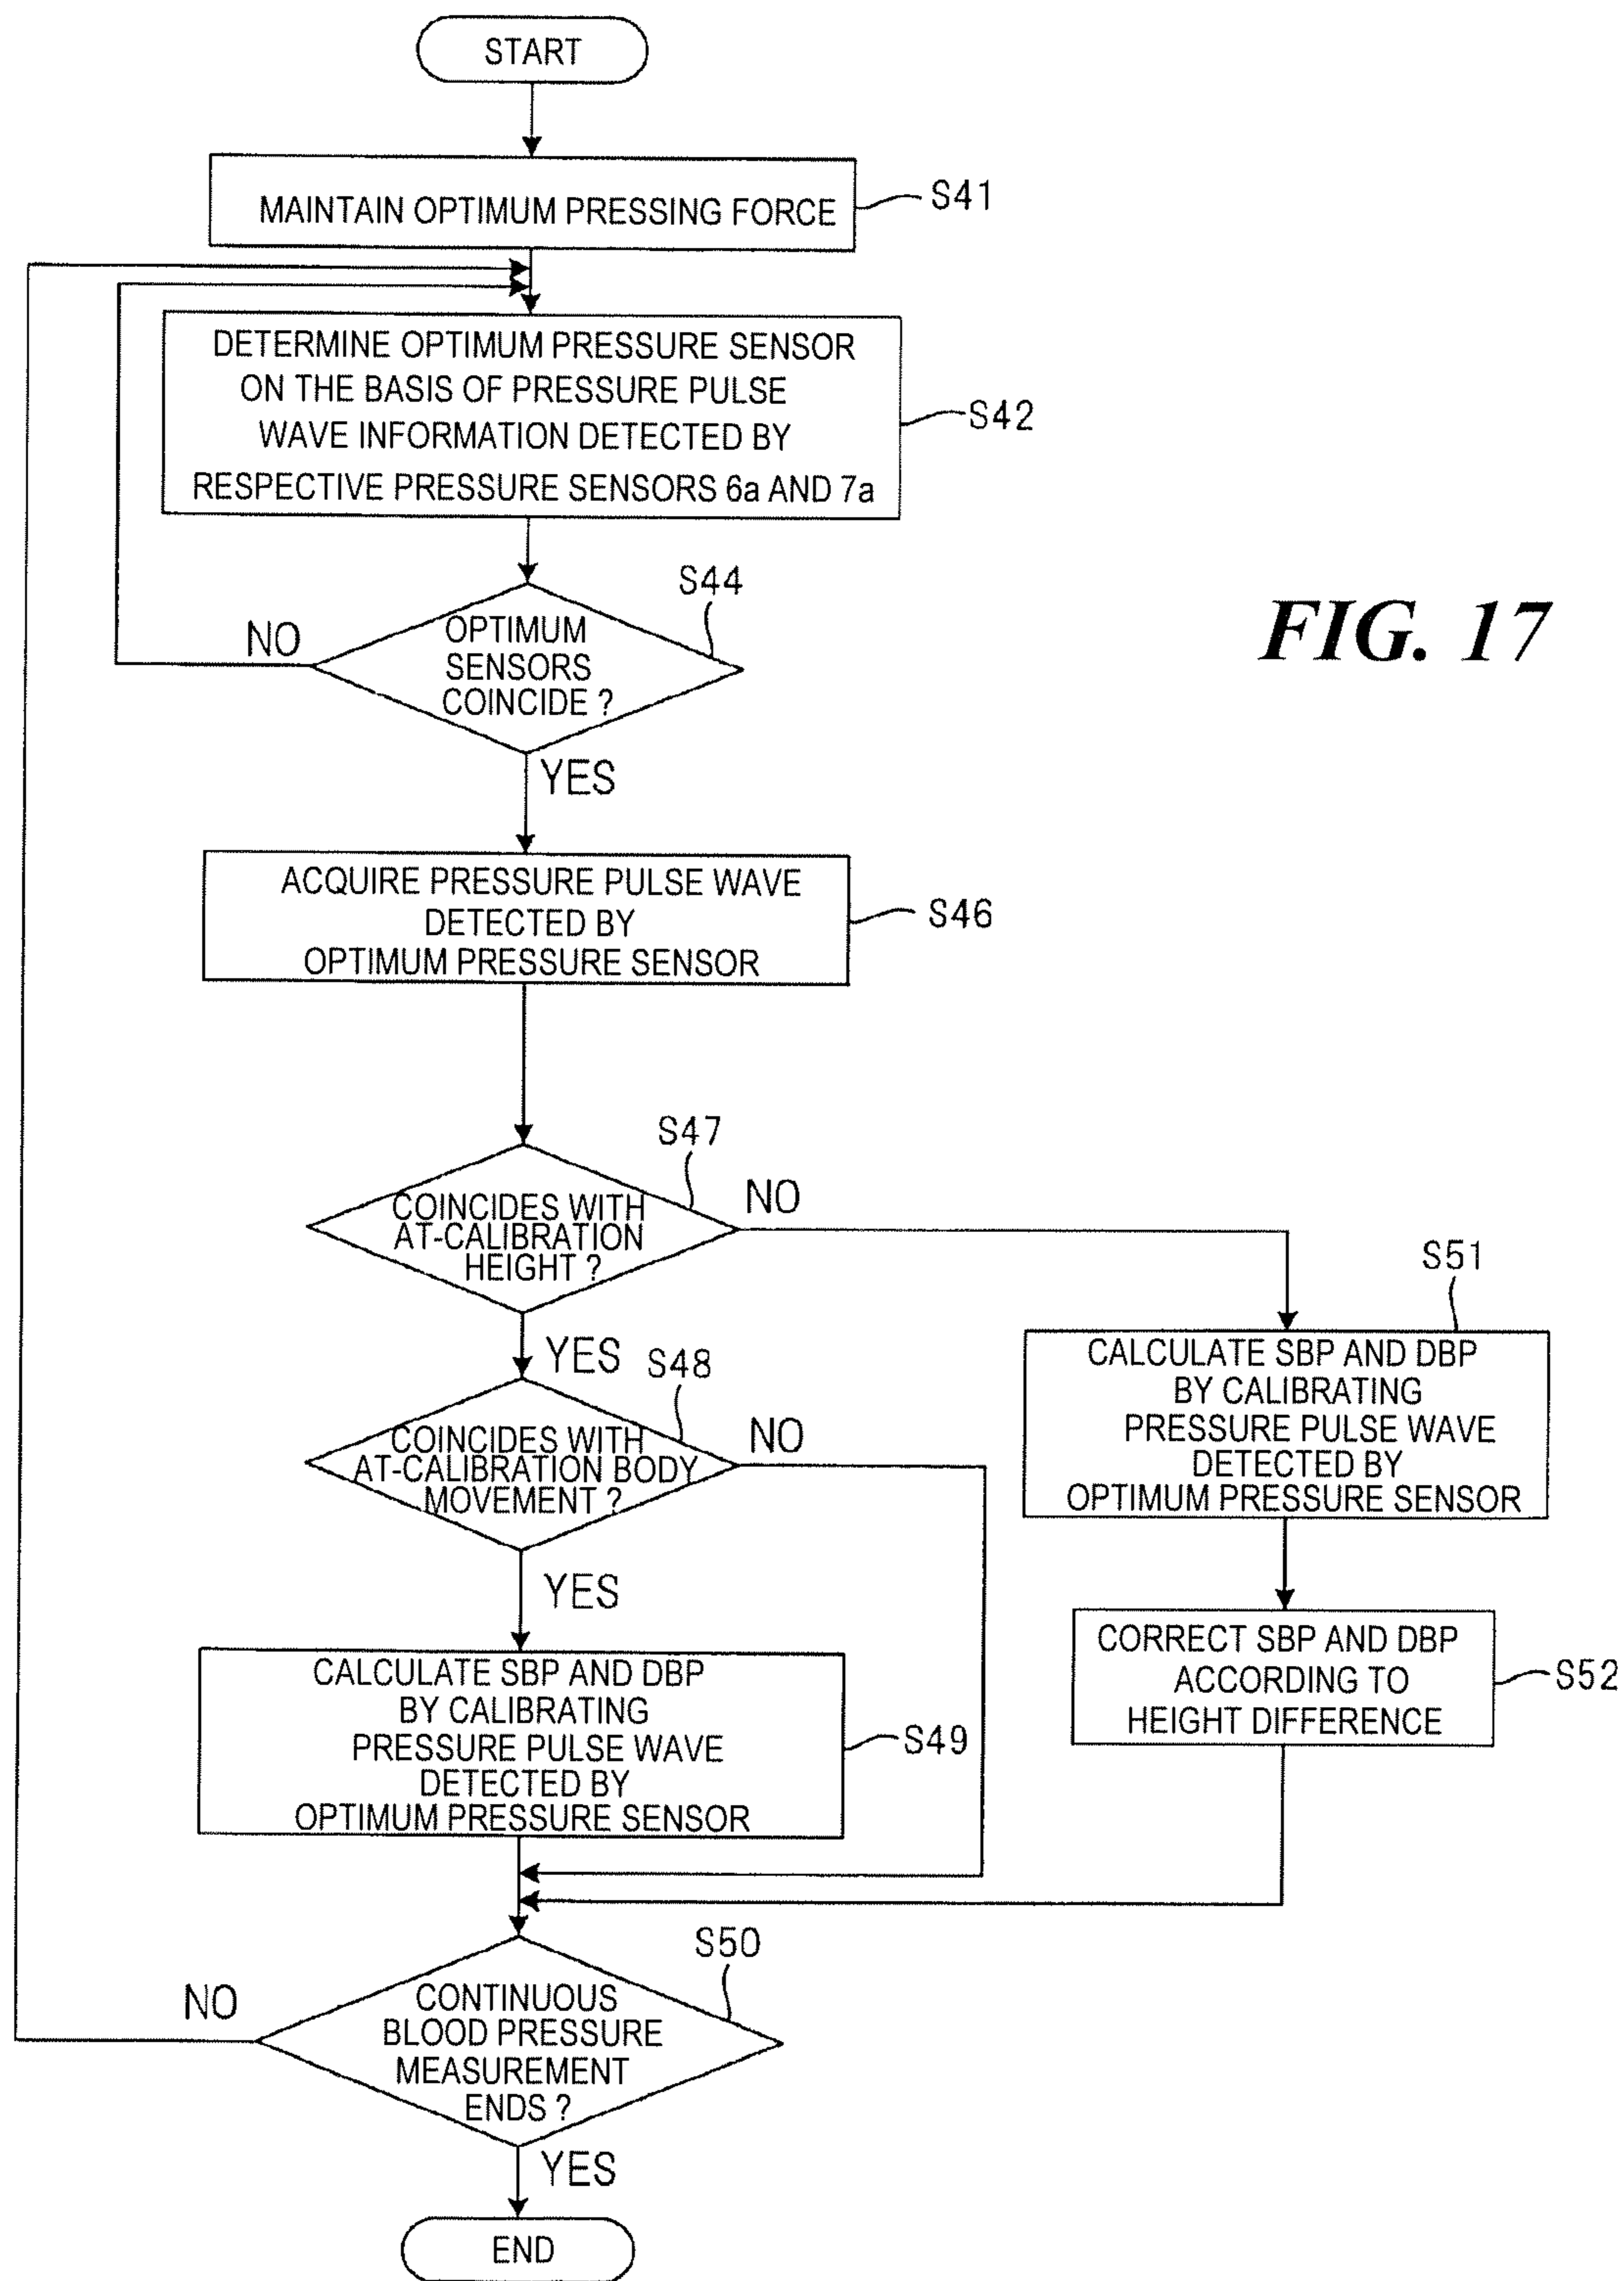 START
MAINTAIN OPTIMUM PRESSING FORCE
S41
DETERMINE OPTIMUM PRESSURE SENSOR
ON THE BASIS OF PRESSURE PULSE
WAVE INFORMATION DETECTED BY
RESPECTIVE PRESSURE SENSORS 6a AND 7a
S42
S44
OPTIMUM
SENSORS
COINCIDE ?
NO
YES
FIG. 17
ACQUIRE PRESSURE PULSE WAVE
DETECTED BY
OPTIMUM PRESSURE SENSOR
S46
S47
COINCIDES WITH
AT-CALIBRATION
HEIGHT ?
NO
YES
S48
COINCIDES WITH
AT-CALIBRATION BODY
MOVEMENT ?
NO
YES
S51
CALCULATE SBP AND DBP
BY CALIBRATING
PRESSURE PULSE WAVE
DETECTED BY
OPTIMUM PRESSURE SENSOR
CORRECT SBP AND DBP
ACCORDING TO
HEIGHT DIFFERENCE
S52
CALCULATE SBP AND DBP
BY CALIBRATING
PRESSURE PULSE WAVE
DETECTED BY
OPTIMUM PRESSURE SENSOR
S49
S50
CONTINUOUS
BLOOD PRESSURE
MEASUREMENT
ENDS ?
NO
YES
END